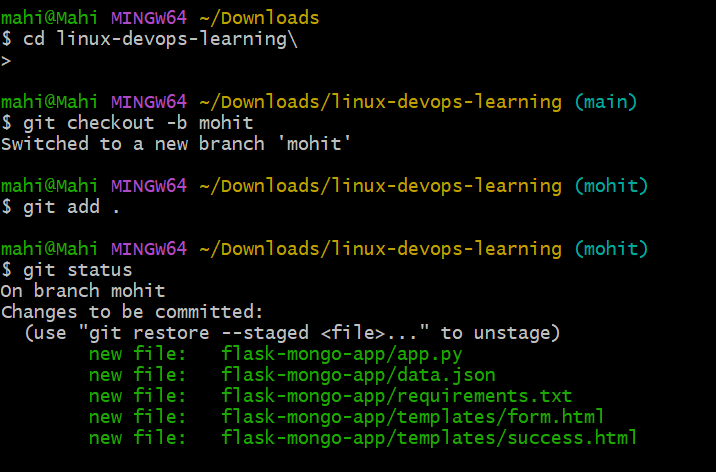 mahi@Mahi MINGW64 ~/Downloads
$ cd linux-devops-learning\
>
mahi@Mahi MINGW64 ~/Downloads/linux-devops-learning (main)
$ git checkout -b mohit
Switched to a new branch 'mohit'
mahi@Mahi MINGW64 ~/Downloads/linux-devops-learning (mohit)
$ git add .
mahi@Mahi MINGW64 ~/Downloads/linux-devops-learning (mohit)
$ git status
On branch mohit
Changes to be committed:
  (use "git restore --staged <file>..." to unstage)
        new file:   flask-mongo-app/app.py
        new file:   flask-mongo-app/data.json
        new file:   flask-mongo-app/requirements.txt
        new file:   flask-mongo-app/templates/form.html
        new file:   flask-mongo-app/templates/success.html